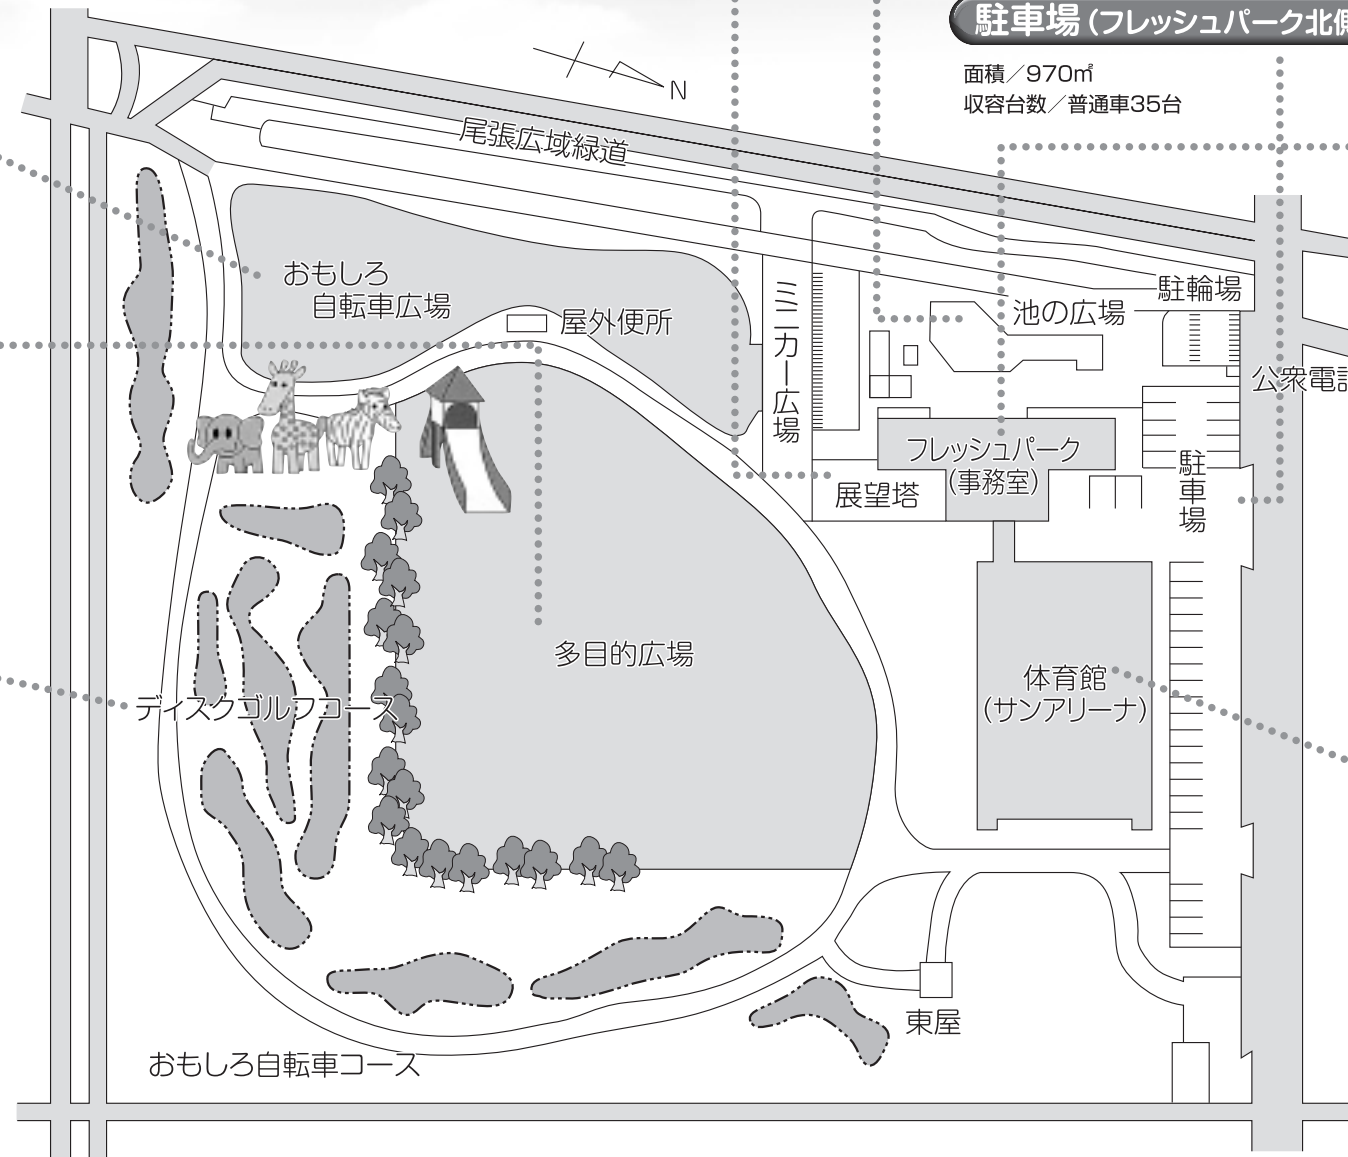 駐車場(フレッシュパーク北側
面積/970㎡
収容台数/普通車35台
N
尾張広域緑道
おもしろ
自転車広場
屋外便所
ミニカー広場
池の広場
駐輪場
公衆電話
フレッシュパーク
(事務室)
展望塔
駐車場
多目的広場
体育館
(サンアリーナ)
ディスクゴルフコース
東屋
おもしろ自転車コース